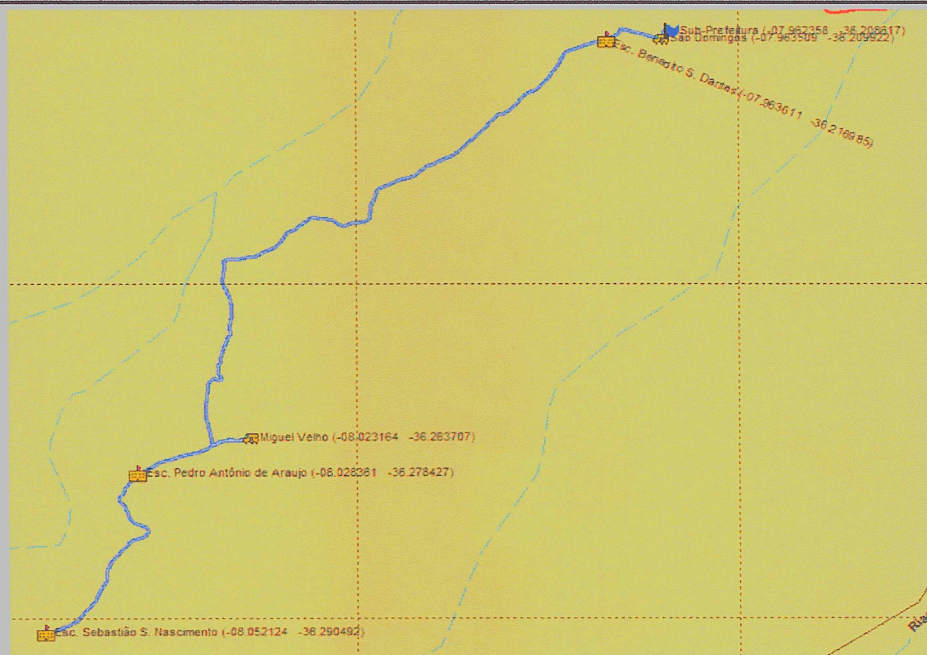 Sub-Prefeitura (-07.962358 -36.208617)
São Domingos (-07.963509 -36.209922)
Esc. Benedito S. Dantas (-07.963611 -36.216985)
Miguel Velho (-08.023164 -36.263707)
Esc. Pedro Antônio de Araujo (-08.028361 -36.278427)
Esc. Sebastião S. Nascimento (-08.052124 -36.290492)